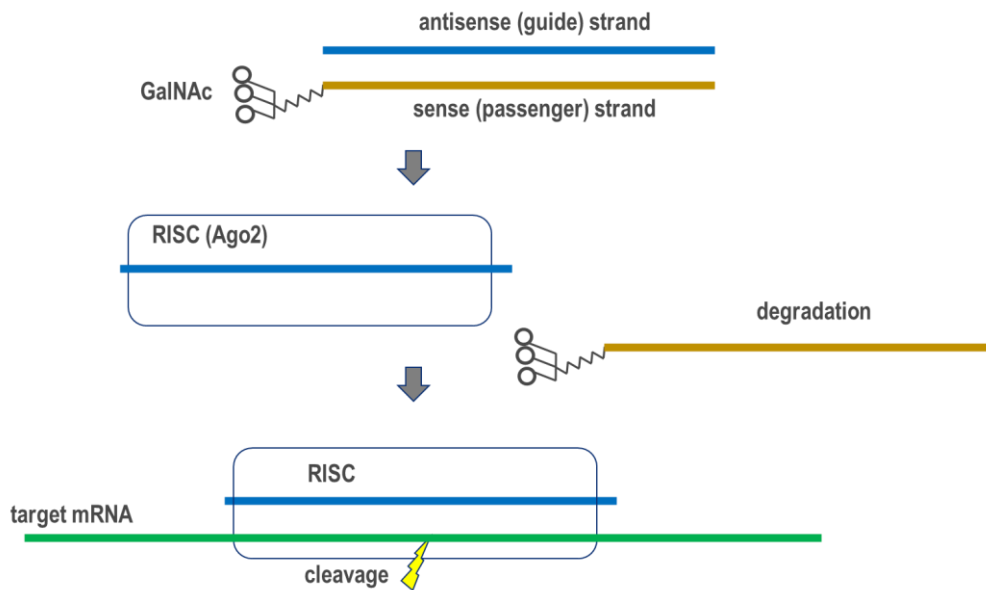 antisense (guide) strand
GalNAc
sense (passenger) strand
RISC (Ago2)
degradation
RISC
target mRNA
cleavage